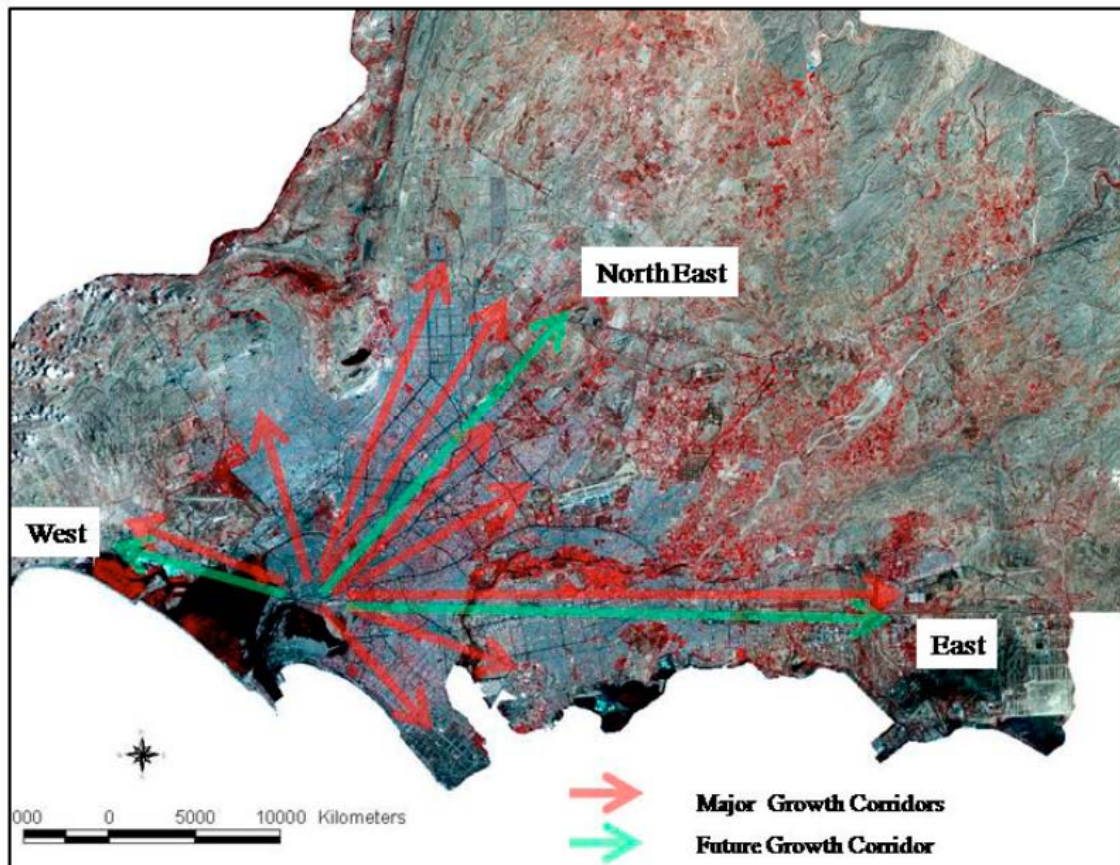 NorthEast
West
East
000 0 5000 10000 Kilometers
Major Growth Corridors
Future Growth Corridor